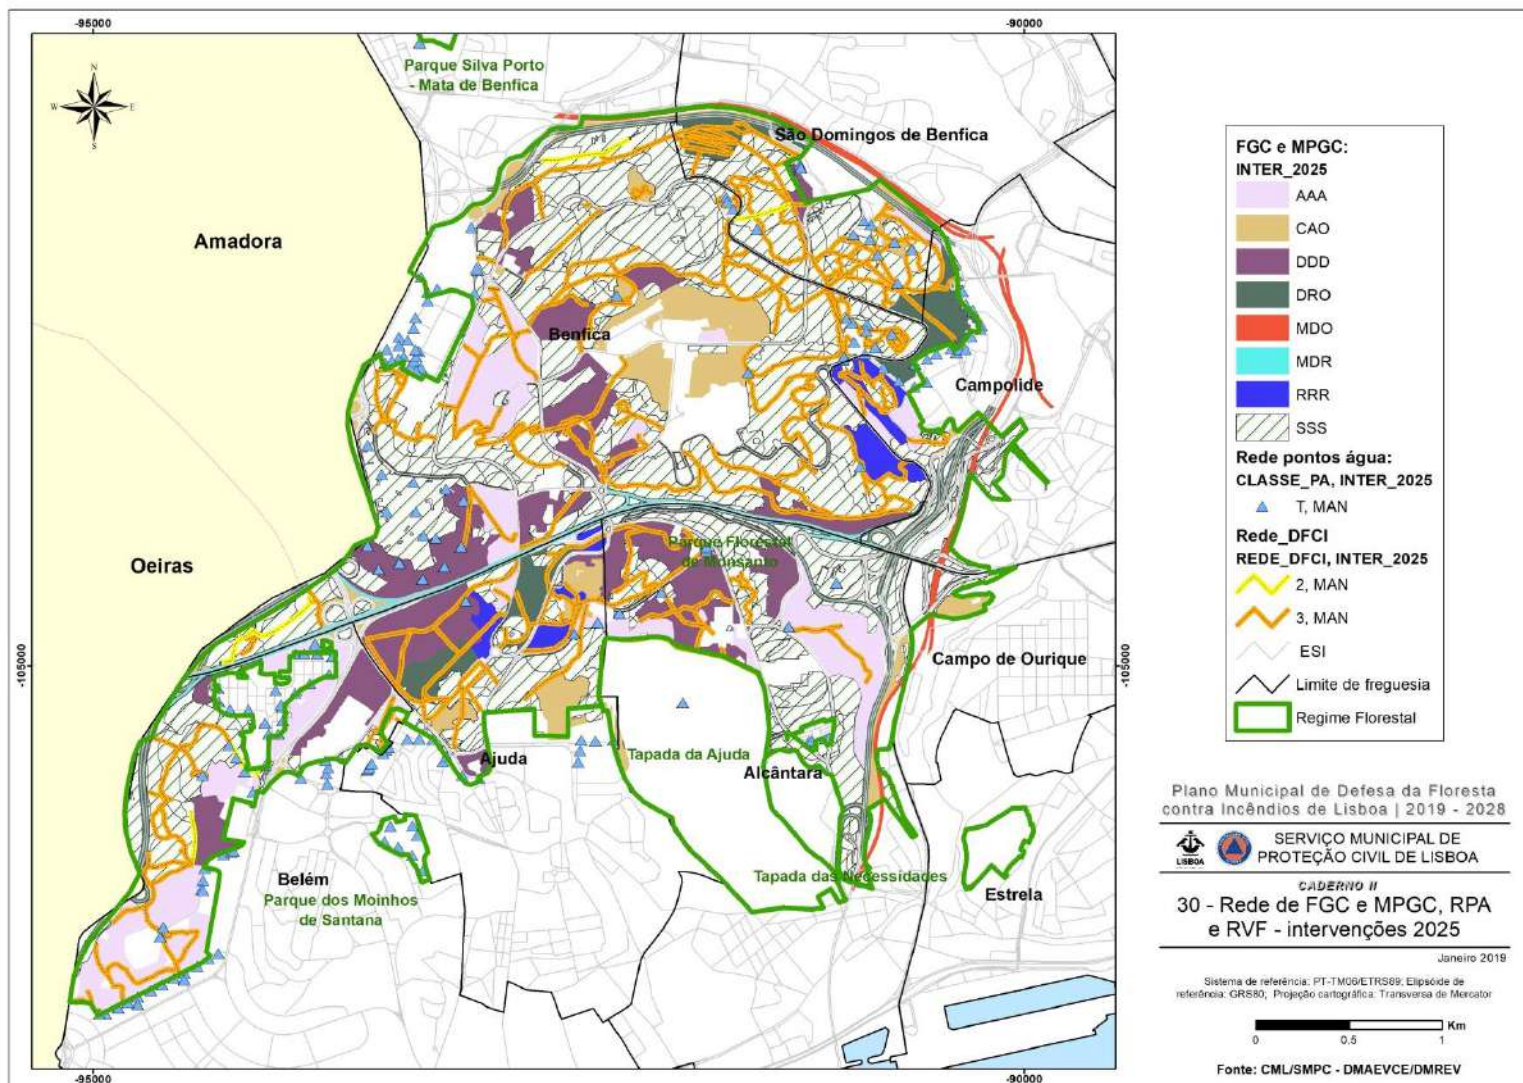 -95000
-90000
N
W
E
S
Parque Silva Porto
- Mata de Benfica
São Domingos de Benfica
Amadora
Benfica
Campolide
Parque Florestal
de Monsanto
Oeiras
Campo de Ourique
-105000
-105000
Ajuda
Tapada da Ajuda
Alcântara
Belém
Parque dos Moinhos
de Santana
Tapada das Necessidades
Estrela
-95000
-90000
FGC e MPGC:
INTER_2025
AAA
CAO
DDD
DRO
MDO
MDR
RRR
SSS
Rede pontos água:
CLASSE_PA, INTER_2025
T, MAN
Rede_DFCI
REDE_DFCI, INTER_2025
2, MAN
3, MAN
ESI
Limite de freguesia
Regime Florestal
Plano Municipal de Defesa da Floresta
contra Incêndios de Lisboa | 2019 - 2028
LISBOA
SERVIÇO MUNICIPAL DE
PROTEÇÃO CIVIL DE LISBOA
CADERNO II
30 - Rede de FGC e MPGC, RPA
e RVF - intervenções 2025
Janeiro 2019
Sistema de referência: PT-TM06/ETRS89; Elipsóide de
referência: GRS80; Projeção cartográfica: Transversa de Mercator
Km
0 0.5 1
Fonte: CML/SMPC - DMAEVCE/DMREV